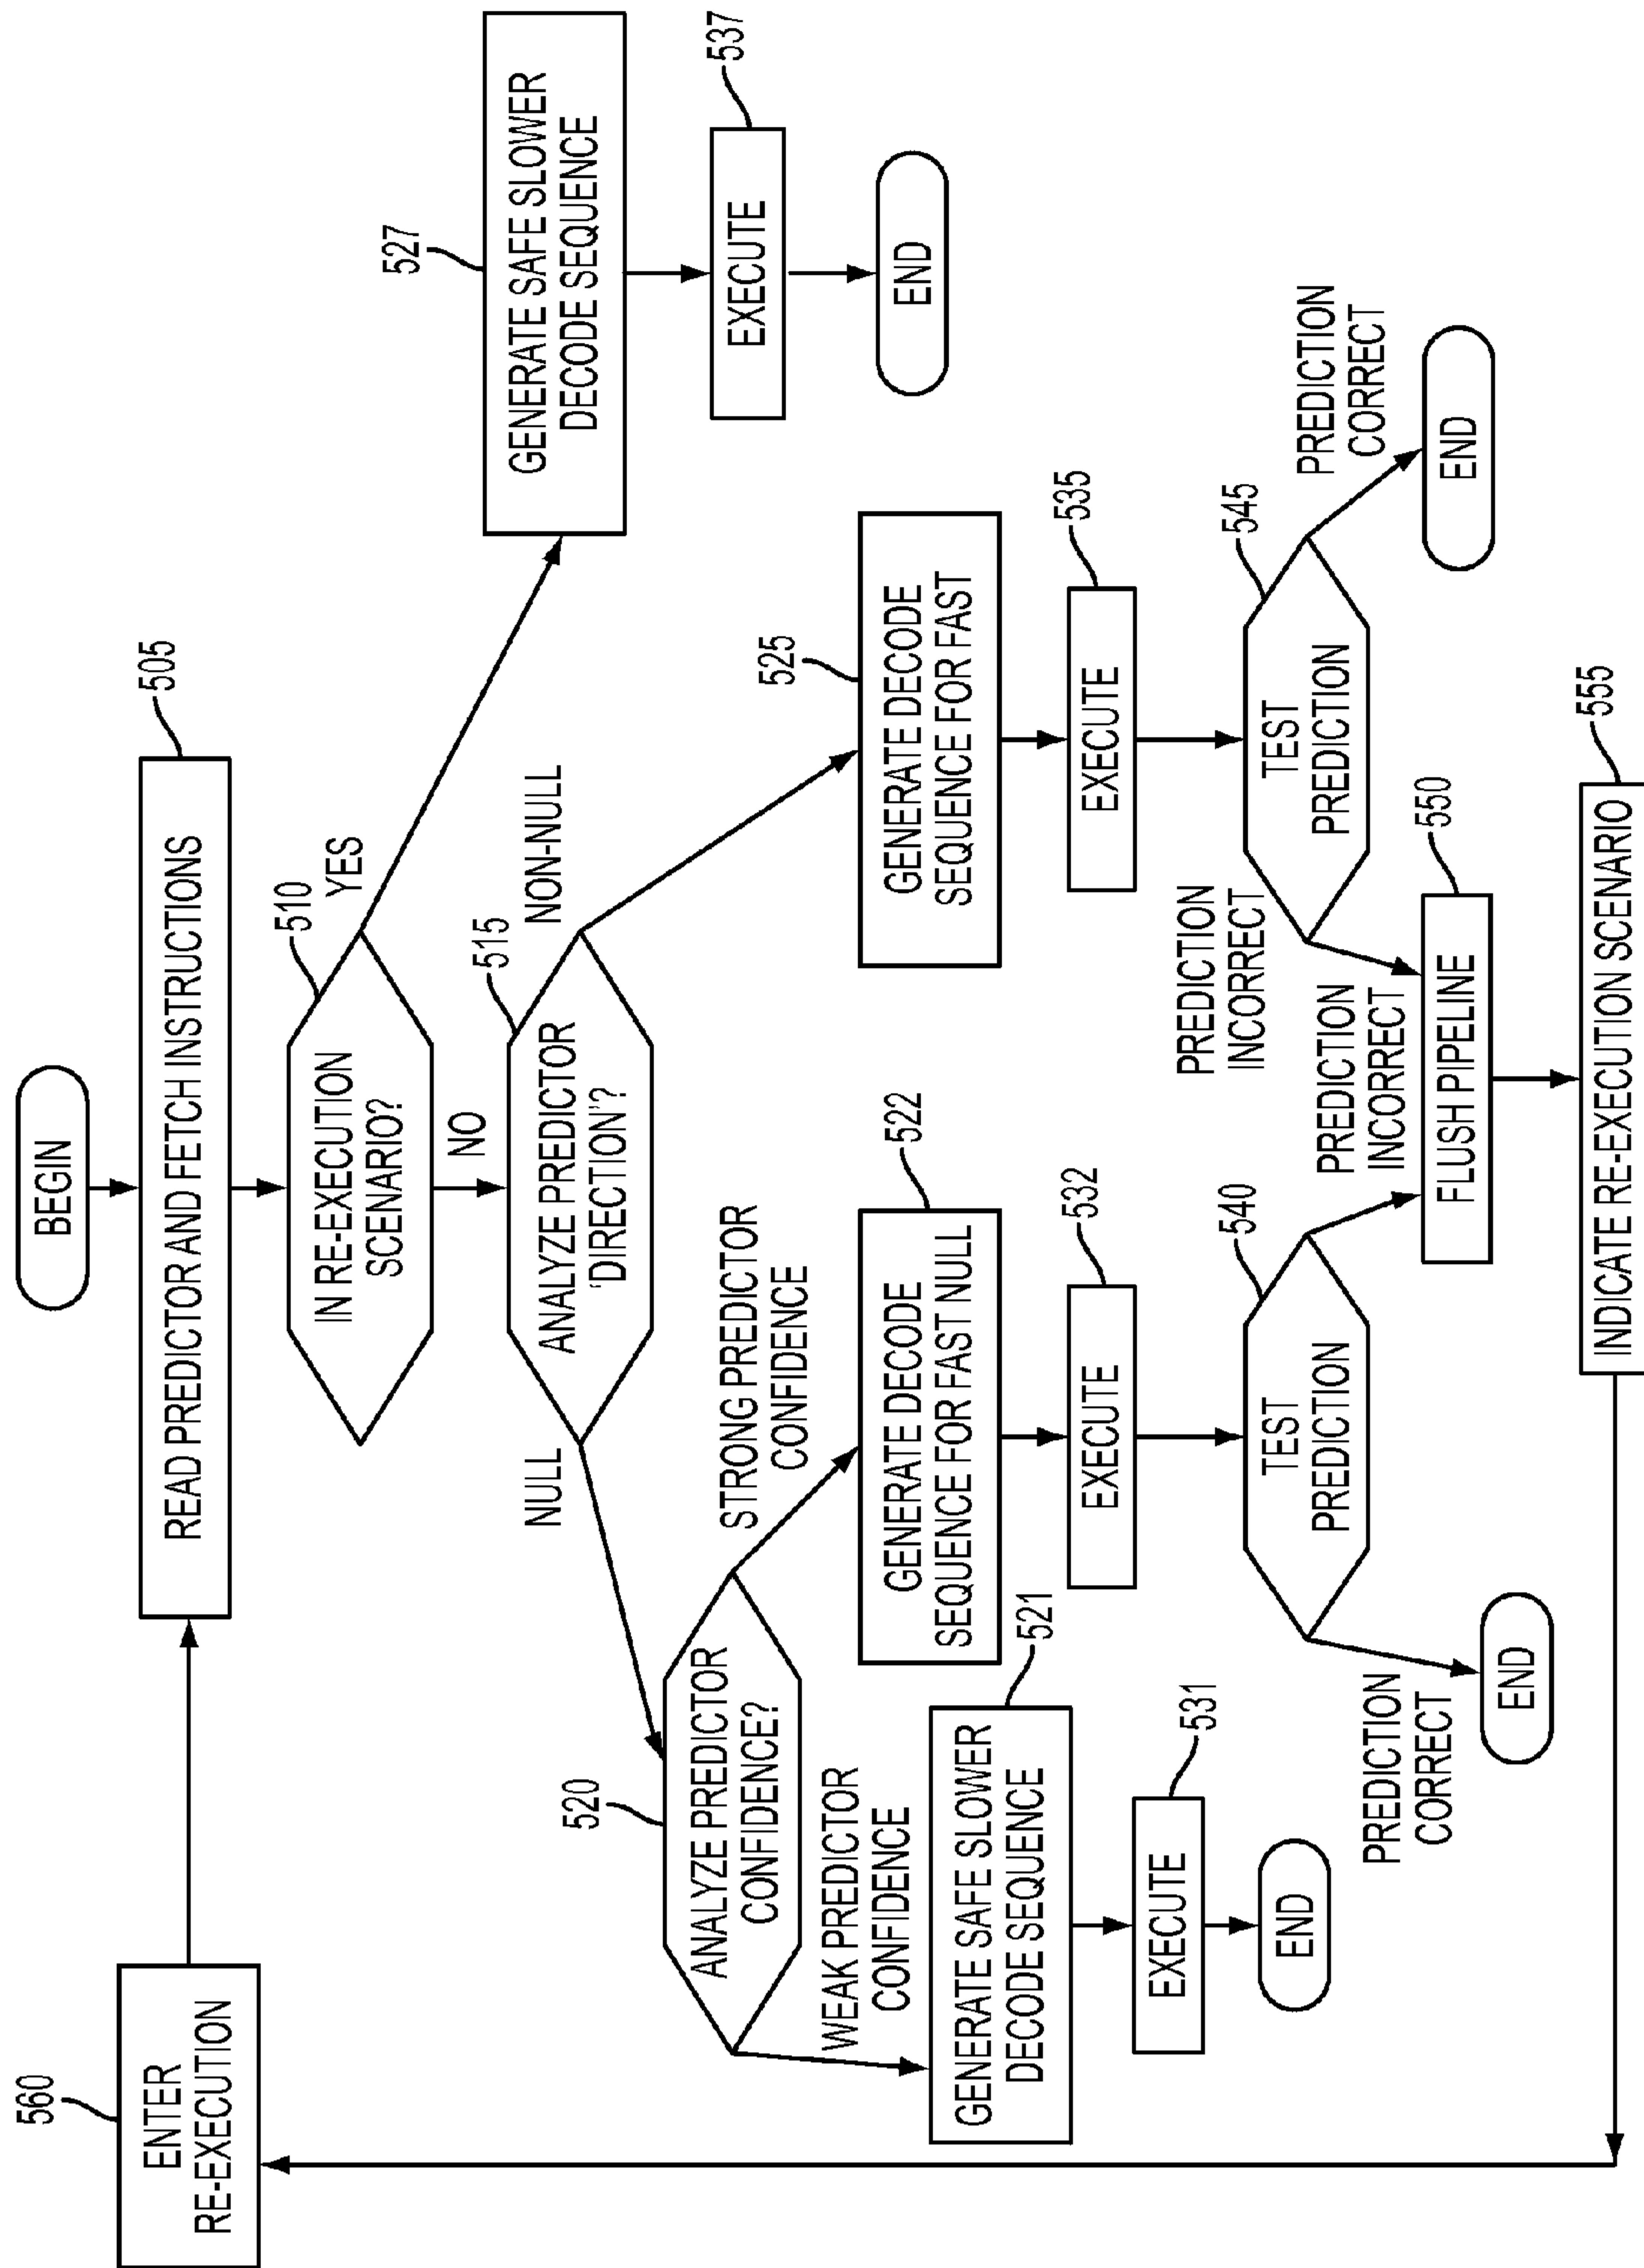 BEGIN
505
READ PREDICTOR AND FETCH INSTRUCTIONS
560
ENTER
RE-EXECUTION
510
IN RE-EXECUTION
SCENARIO?
YES
NO
527
GENERATE SAFE SLOWER
DECODE SEQUENCE
537
EXECUTE
END
515
ANALYZE PREDICTOR
'DIRECTION'?
NULL
NON-NULL
520
ANALYZE PREDICTOR
CONFIDENCE?
WEAK PREDICTOR
CONFIDENCE
STRONG PREDICTOR
CONFIDENCE
521
GENERATE SAFE SLOWER
DECODE SEQUENCE
531
EXECUTE
END
522
GENERATE DECODE
SEQUENCE FOR FAST NULL
532
EXECUTE
540
TEST
PREDICTION
PREDICTION
CORRECT
END
PREDICTION
INCORRECT
525
GENERATE DECODE
SEQUENCE FOR FAST
535
EXECUTE
545
TEST
PREDICTION
PREDICTION
INCORRECT
PREDICTION
CORRECT
END
550
FLUSH PIPELINE
555
INDICATE RE-EXECUTION SCENARIO